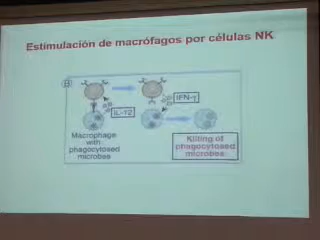 Estimulación de macrófagos por células NK
B
IFN-γ
IL-12
Macrophage
with
phagocytosed
microbes
Killing of
phagocytosed
microbes